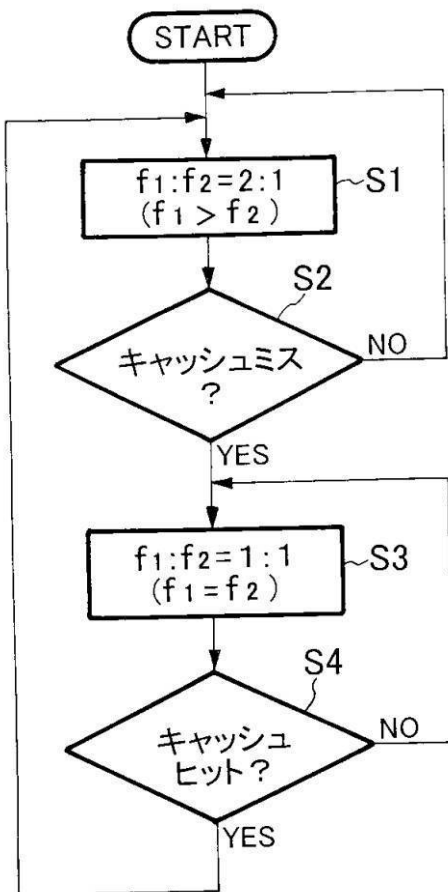 START
f1:f2=2:1
(f1>f2)
S1
S2
キャッシュミス
?
NO
YES
f1:f2=1:1
(f1=f2)
S3
S4
キャッシュ
ヒット?
NO
YES